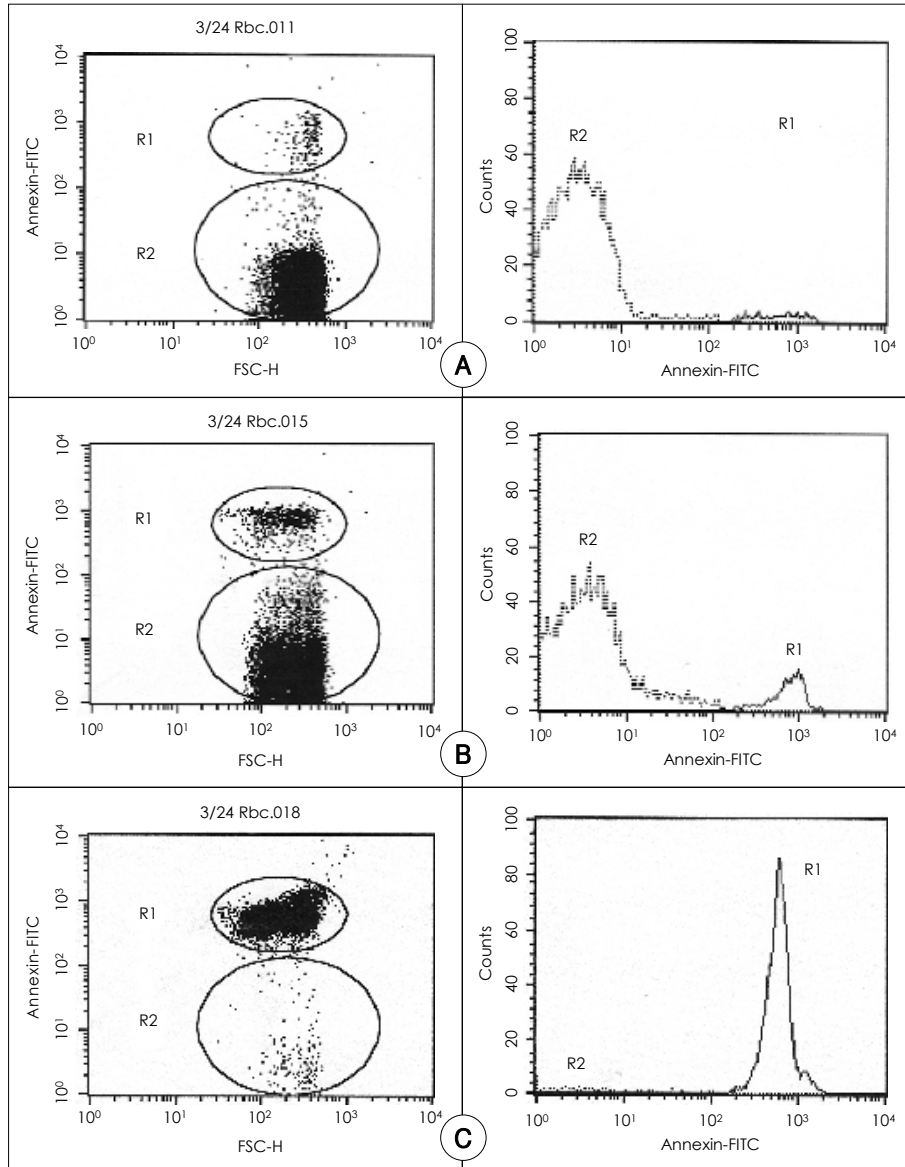 3/24 Rbc.011
Annexin-FITC
10⁴
10³
R1
10²
R2
10¹
10⁰
10⁰ 10¹ 10² 10³ 10⁴
FSC-H
Counts
100
80
60
40
20
0
R2
R1
10⁰ 10¹ 10² 10³ 10⁴
Annexin-FITC
A
3/24 Rbc.015
Annexin-FITC
10⁴
10³
R1
10²
R2
10¹
10⁰
10⁰ 10¹ 10² 10³ 10⁴
FSC-H
Counts
100
80
60
40
20
0
R2
R1
10⁰ 10¹ 10² 10³ 10⁴
Annexin-FITC
B
3/24 Rbc.018
Annexin-FITC
10⁴
10³
R1
10²
R2
10¹
10⁰
10⁰ 10¹ 10² 10³ 10⁴
FSC-H
Counts
100
80
60
40
20
0
R1
R2
10⁰ 10¹ 10² 10³ 10⁴
Annexin-FITC
C